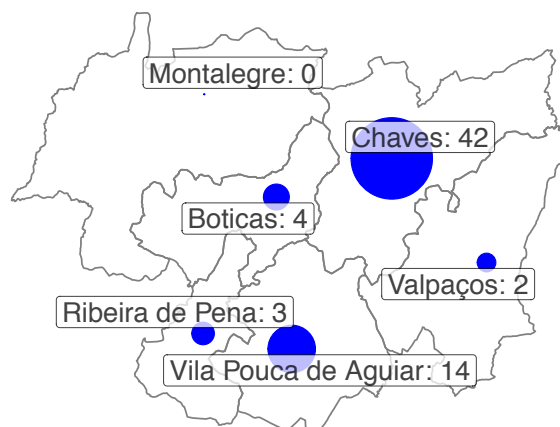 Montalegre: 0
Chaves: 42
Boticas: 4
Valpaços: 2
Ribeira de Pena: 3
Vila Pouca de Aguiar: 14